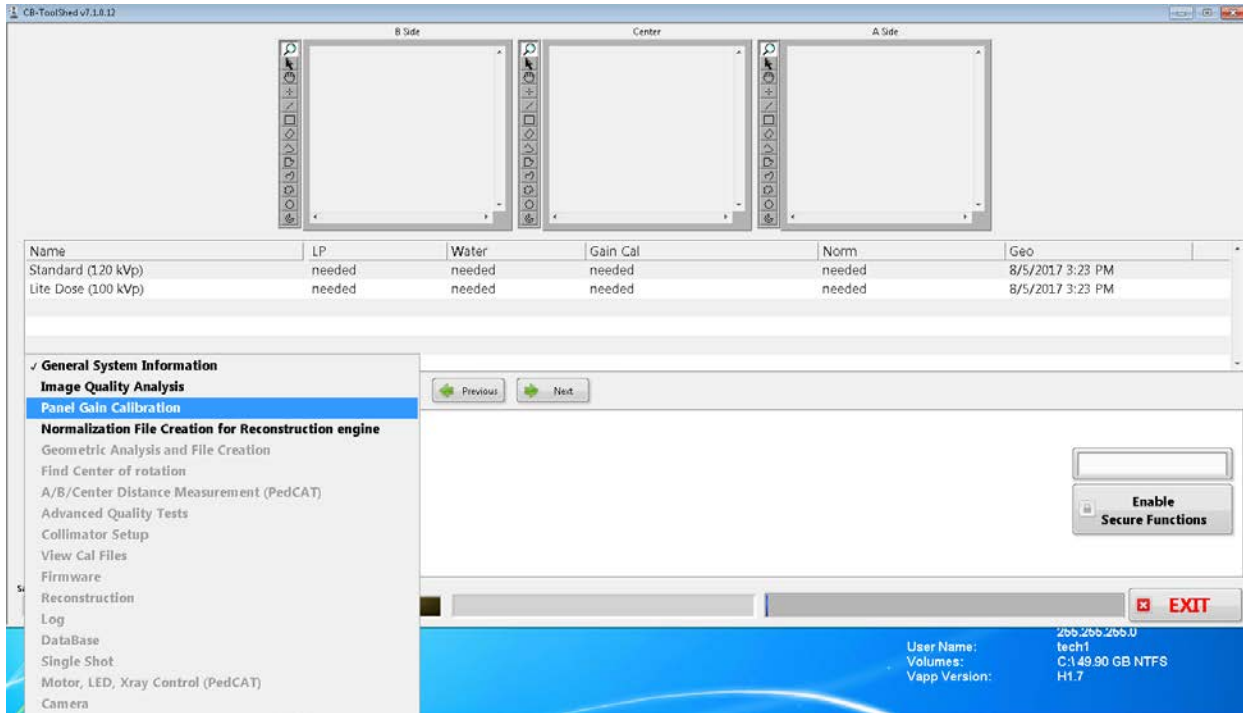 CB-ToolShed v7.1.0.12
B Side Center A Side
Name LP Water Gain Cal Norm Geo
Standard (120 kVp) needed needed needed needed 8/5/2017 3:23 PM
Lite Dose (100 kVp) needed needed needed needed 8/5/2017 3:23 PM
✓ General System Information
Image Quality Analysis
Previous Next
Panel Gain Calibration
Normalization File Creation for Reconstruction engine
Geometric Analysis and File Creation
Find Center of rotation
A/B/Center Distance Measurement (PedCAT)
Advanced Quality Tests
Collimator Setup
View Cal Files
Firmware
Reconstruction
Log
DataBase
Single Shot
Motor, LED, Xray Control (PedCAT)
Camera
Enable
Secure Functions
EXIT
255.255.255.0
User Name: tech1
Volumes: C:\ 49.90 GB NTFS
Vapp Version: H1.7